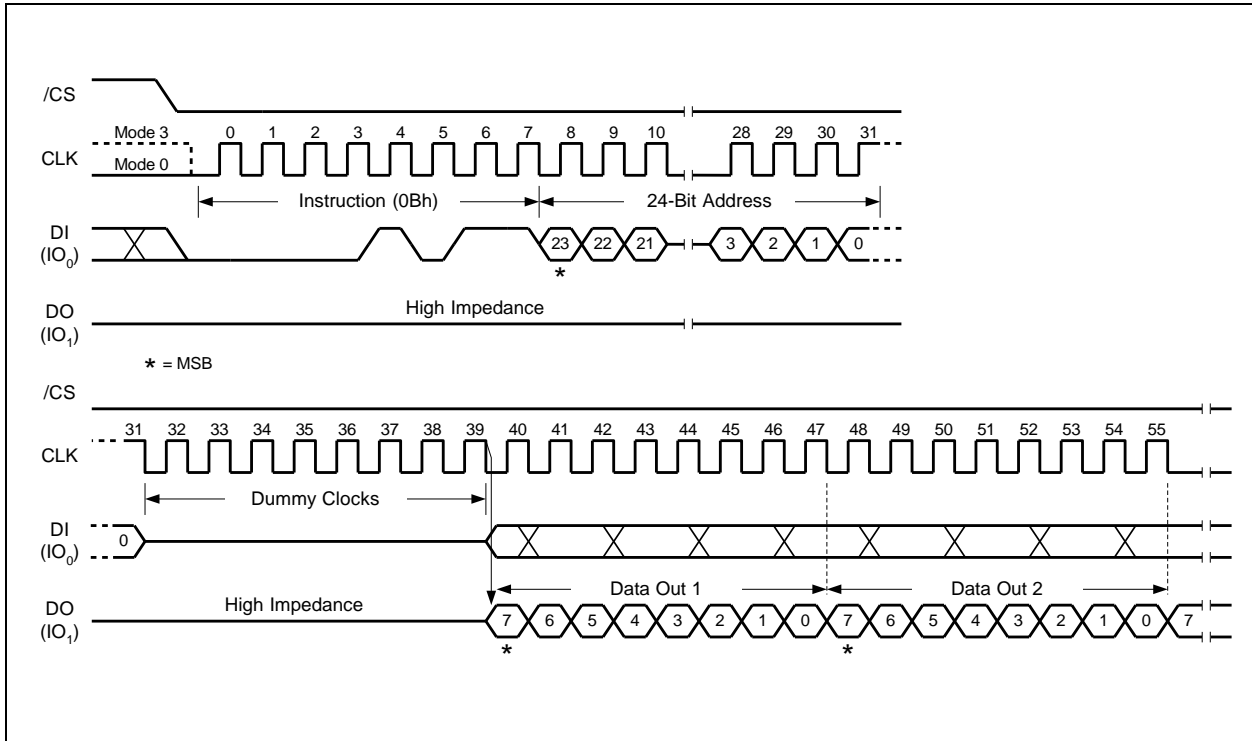 /CS
Mode 3
0 1 2 3 4 5 6 7 8 9 10 28 29 30 31
CLK
Mode 0
Instruction (0Bh) 24-Bit Address
DI
(IO0)
23 22 21 3 2 1 0
*
High Impedance
DO
(IO1)
* = MSB
/CS
31 32 33 34 35 36 37 38 39 40 41 42 43 44 45 46 47 48 49 50 51 52 53 54 55
CLK
Dummy Clocks
DI
(IO0)
0
Data Out 1 Data Out 2
High Impedance
DO
(IO1)
7 6 5 4 3 2 1 0 7 6 5 4 3 2 1 0 7
* *